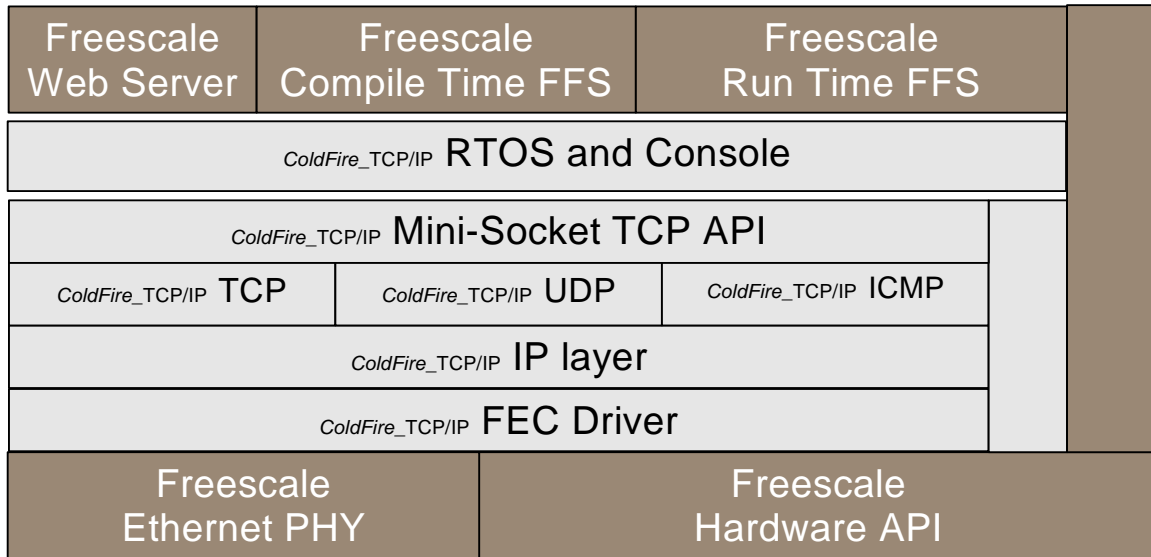 Freescale
Web Server
Freescale
Compile Time FFS
Freescale
Run Time FFS
ColdFire_TCP/IP RTOS and Console
ColdFire_TCP/IP Mini-Socket TCP API
ColdFire_TCP/IP TCP
ColdFire_TCP/IP UDP
ColdFire_TCP/IP ICMP
ColdFire_TCP/IP IP layer
ColdFire_TCP/IP FEC Driver
Freescale
Ethernet PHY
Freescale
Hardware API